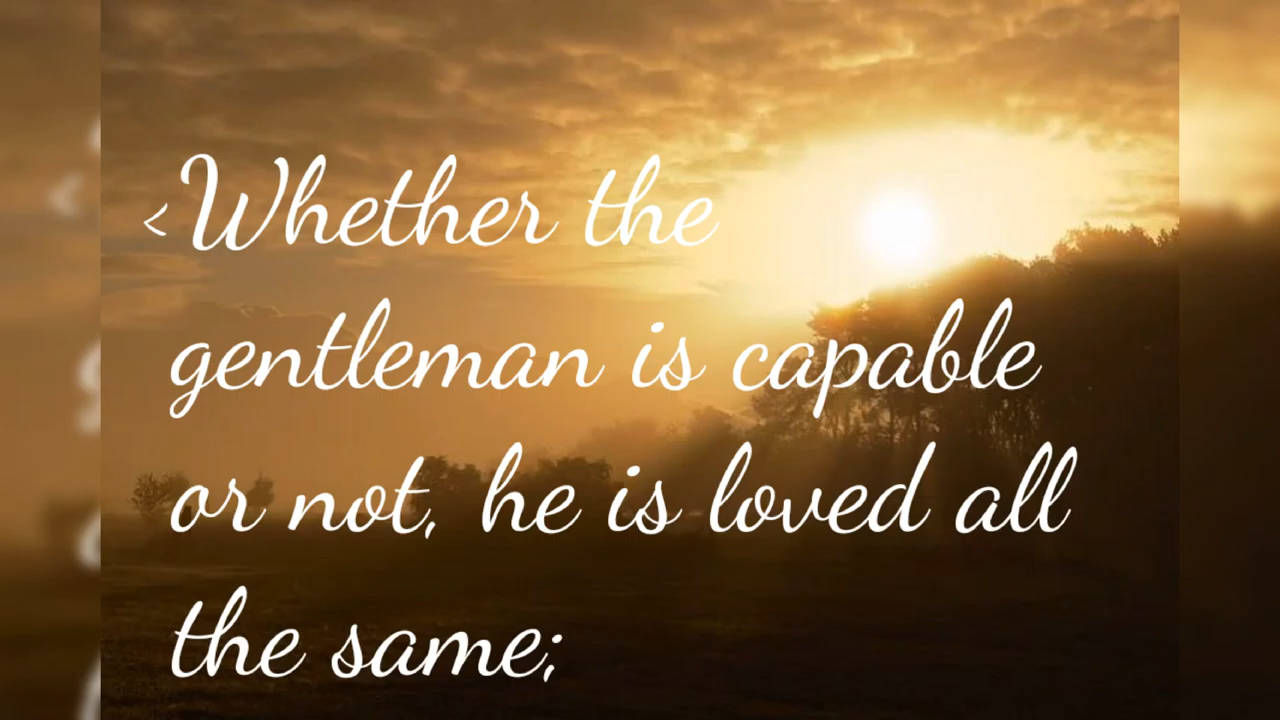 <Whether the
gentleman is capable
or not, he is loved all
the same;